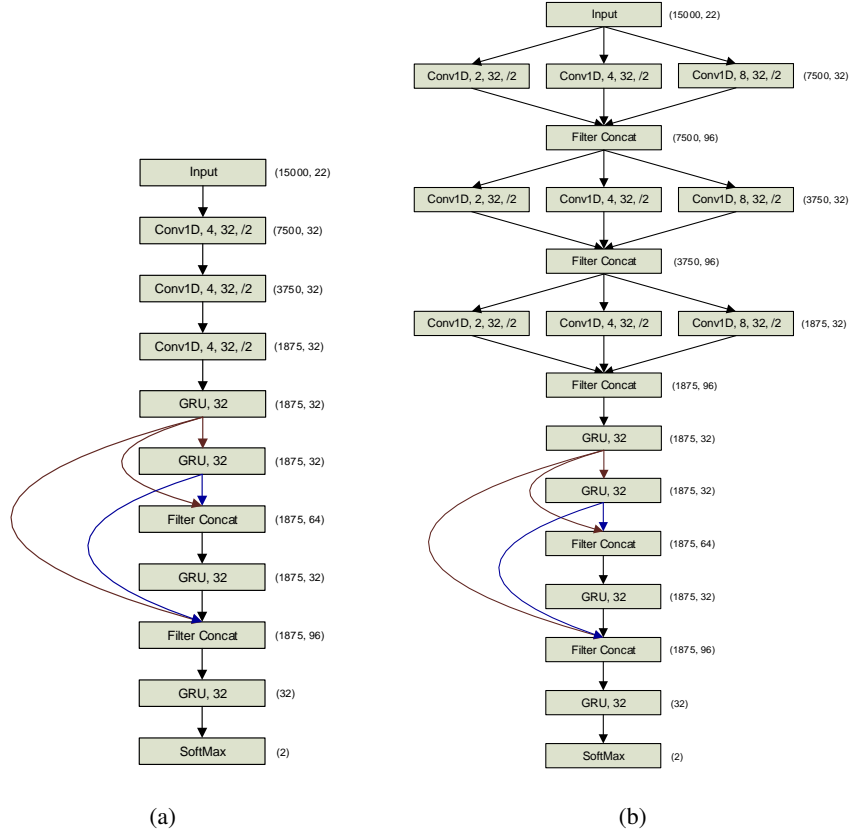 Input (15000, 22)
Conv1D, 4, 32, /2 (7500, 32)
Conv1D, 4, 32, /2 (3750, 32)
Conv1D, 4, 32, /2 (1875, 32)
GRU, 32 (1875, 32)
GRU, 32 (1875, 32)
Filter Concat (1875, 64)
GRU, 32 (1875, 32)
Filter Concat (1875, 96)
GRU, 32 (32)
SoftMax (2)
(a)
Input (15000, 22)
Conv1D, 2, 32, /2 Conv1D, 4, 32, /2 Conv1D, 8, 32, /2 (7500, 32)
Filter Concat (7500, 96)
Conv1D, 2, 32, /2 Conv1D, 4, 32, /2 Conv1D, 8, 32, /2 (3750, 32)
Filter Concat (3750, 96)
Conv1D, 2, 32, /2 Conv1D, 4, 32, /2 Conv1D, 8, 32, /2 (1875, 32)
Filter Concat (1875, 96)
GRU, 32 (1875, 32)
GRU, 32 (1875, 32)
Filter Concat (1875, 64)
GRU, 32 (1875, 32)
Filter Concat (1875, 96)
GRU, 32 (32)
SoftMax (2)
(b)